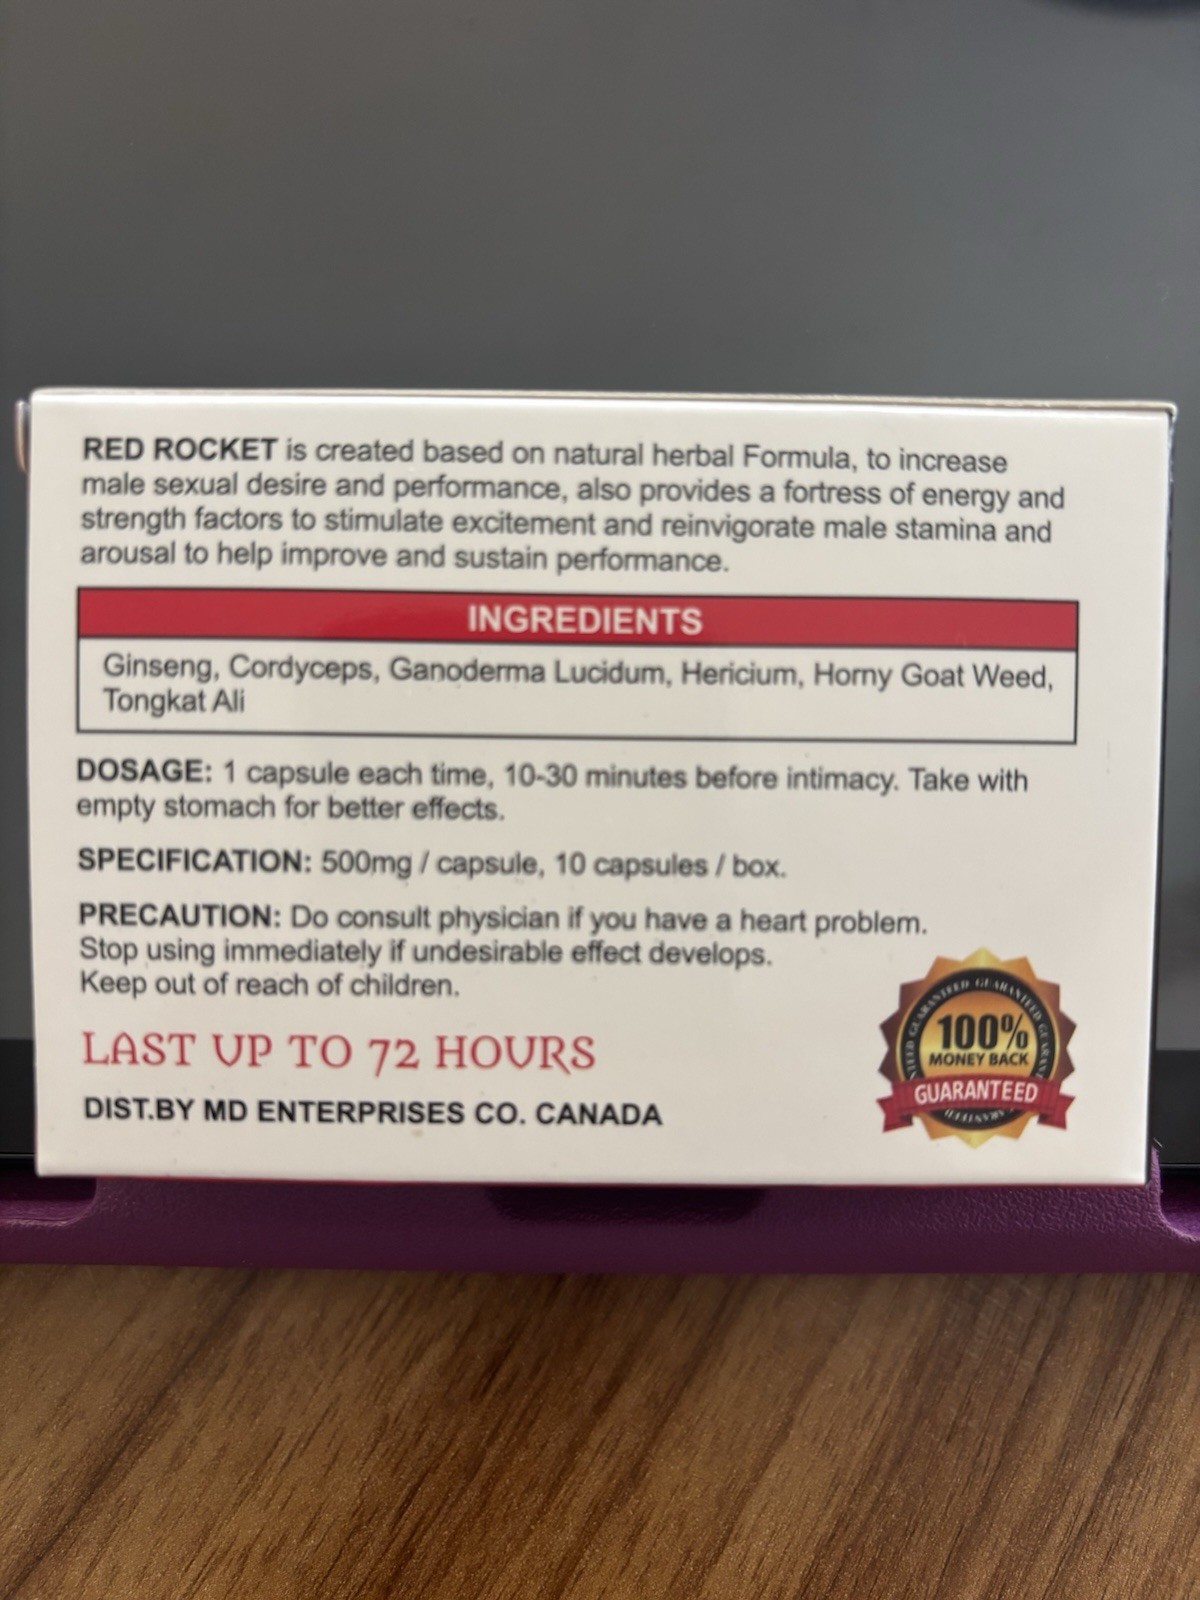 RED ROCKET is created based on natural herbal Formula, to increase
male sexual desire and performance, also provides a fortress of energy and
strength factors to stimulate excitement and reinvigorate male stamina and
arousal to help improve and sustain performance.
INGREDIENTS
Ginseng, Cordyceps, Ganoderma Lucidum, Hericium, Horny Goat Weed,
Tongkat Ali
DOSAGE: 1 capsule each time, 10-30 minutes before intimacy. Take with
empty stomach for better effects.
SPECIFICATION: 500mg / capsule, 10 capsules / box.
PRECAUTION: Do consult physician if you have a heart problem.
Stop using immediately if undesirable effect develops.
Keep out of reach of children.
LAST UP TO 72 HOURS
DIST.BY MD ENTERPRISES CO. CANADA
GUARANTEED GUARANTEED
100%
MONEY BACK
GUARANTEED